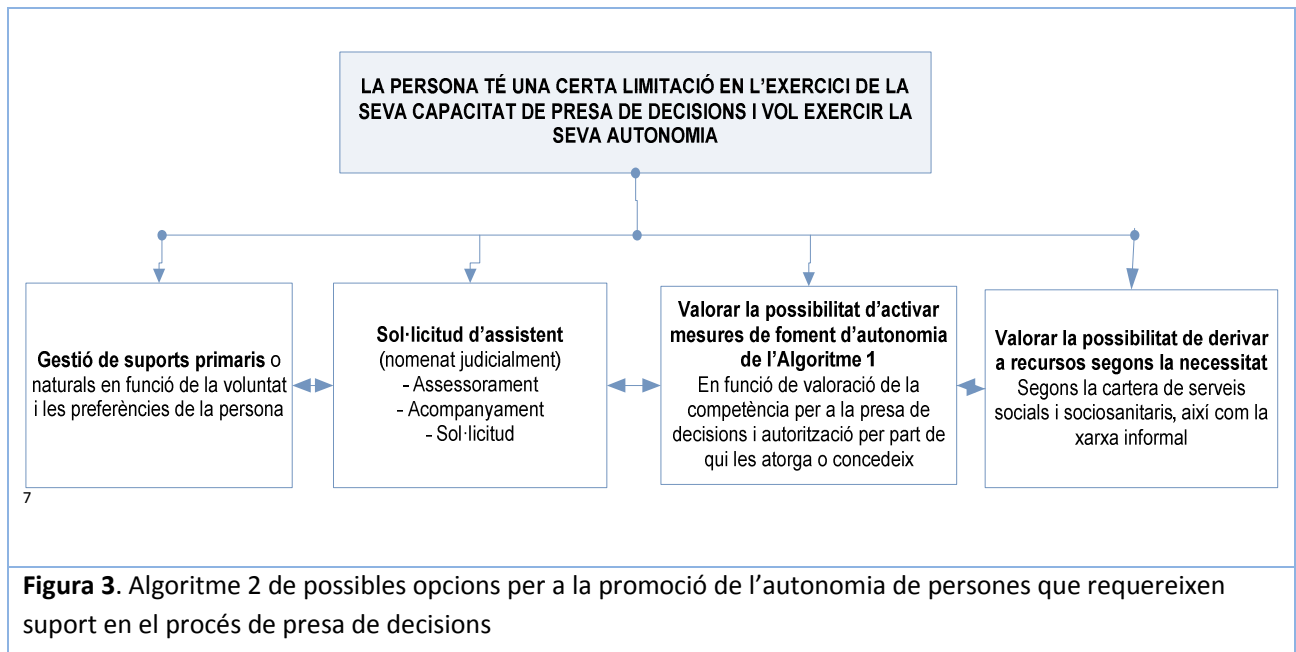 LA PERSONA TÉ UNA CERTA LIMITACIÓ EN L'EXERCICI DE LA
SEVA CAPACITAT DE PRESA DE DECISIONS I VOL EXERCIR LA
SEVA AUTONOMIA
Gestió de suports primaris o
naturals en funció de la voluntat
i les preferències de la persona
Sol·licitud d'assistent
(nomenat judicialment)
- Assessorament
- Acompanyament
- Sol·licitud
Valorar la possibilitat d'activar
mesures de foment d'autonomia
de l'Algoritme 1
En funció de valoració de la
competència per a la presa de
decisions i autorització per part de
qui les atorga o concedeix
Valorar la possibilitat de derivar
a recursos segons la necessitat
Segons la cartera de serveis
socials i sociosanitaris, així com la
xarxa informal
7
Figura 3. Algoritme 2 de possibles opcions per a la promoció de l'autonomia de persones que requereixen
suport en el procés de presa de decisions